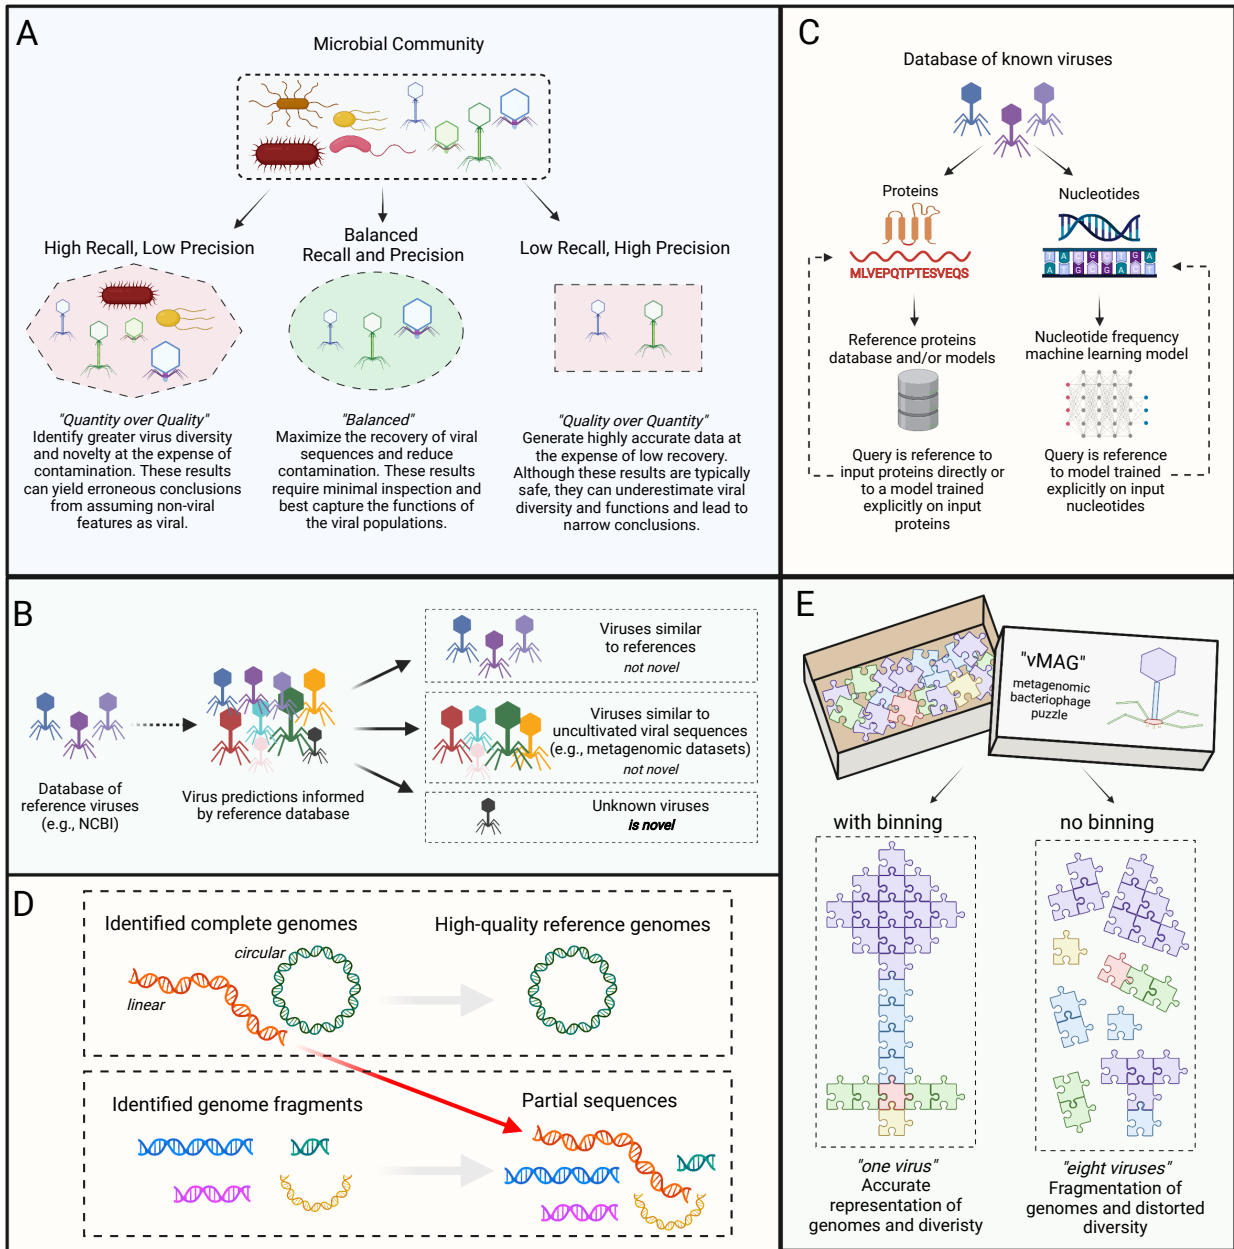 A
Microbial Community
High Recall, Low Precision
"Quantity over Quality"
Identify greater virus diversity
and novelty at the expense of
contamination. These results
can yield erroneous conclusions
from assuming non-viral
features as viral.
Balanced
Recall and Precision
"Balanced"
Maximize the recovery of viral
sequences and reduce
contamination. These results
require minimal inspection and
best capture the functions of
the viral populations.
Low Recall, High Precision
"Quality over Quantity"
Generate highly accurate data at
the expense of low recovery.
Although these results are typically
safe, they can underestimate viral
diversity and functions and lead to
narrow conclusions.
B
Database of
reference viruses
(e.g., NCBI)
Virus predictions informed
by reference database
Viruses similar
to references
not novel
Viruses similar to
uncultivated viral sequences
(e.g., metagenomic datasets)
not novel
Unknown viruses
is novel
C
Database of known viruses
Proteins
MLVEPQTPTESVEQS
Reference proteins
database and/or models
Query is reference to
input proteins directly or
to a model trained
explicitly on input
proteins
Nucleotides
T A C G C T G A
A T G C G A C T
Nucleotide frequency
machine learning model
Query is reference
to model trained
explicitly on input
nucleotides
D
Identified complete genomes
circular
linear
High-quality reference genomes
Identified genome fragments
Partial sequences
E
"vMAG"
metagenomic
bacteriophage
puzzle
with binning
"one virus"
Accurate
representation of
genomes and diveristy
no binning
"eight viruses"
Fragmentation of
genomes and distorted
diversity